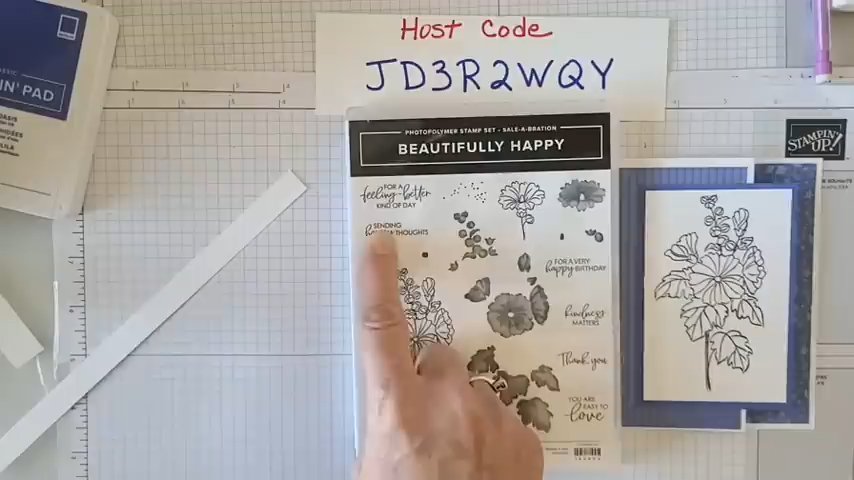 Host Code
JD3R2WQY
IN' PAD
PHOTOPOLYMER STAMP SET · SALE-A-BRATION
BEAUTIFULLY HAPPY
STAMPIN' UP!
FOR A
feeling-better
KIND OF DAY
SENDING
THOUGHTS
FOR A VERY
happy BIRTHDAY
kindness
MATTERS
Thank you
YOU ARE
EASY TO
love